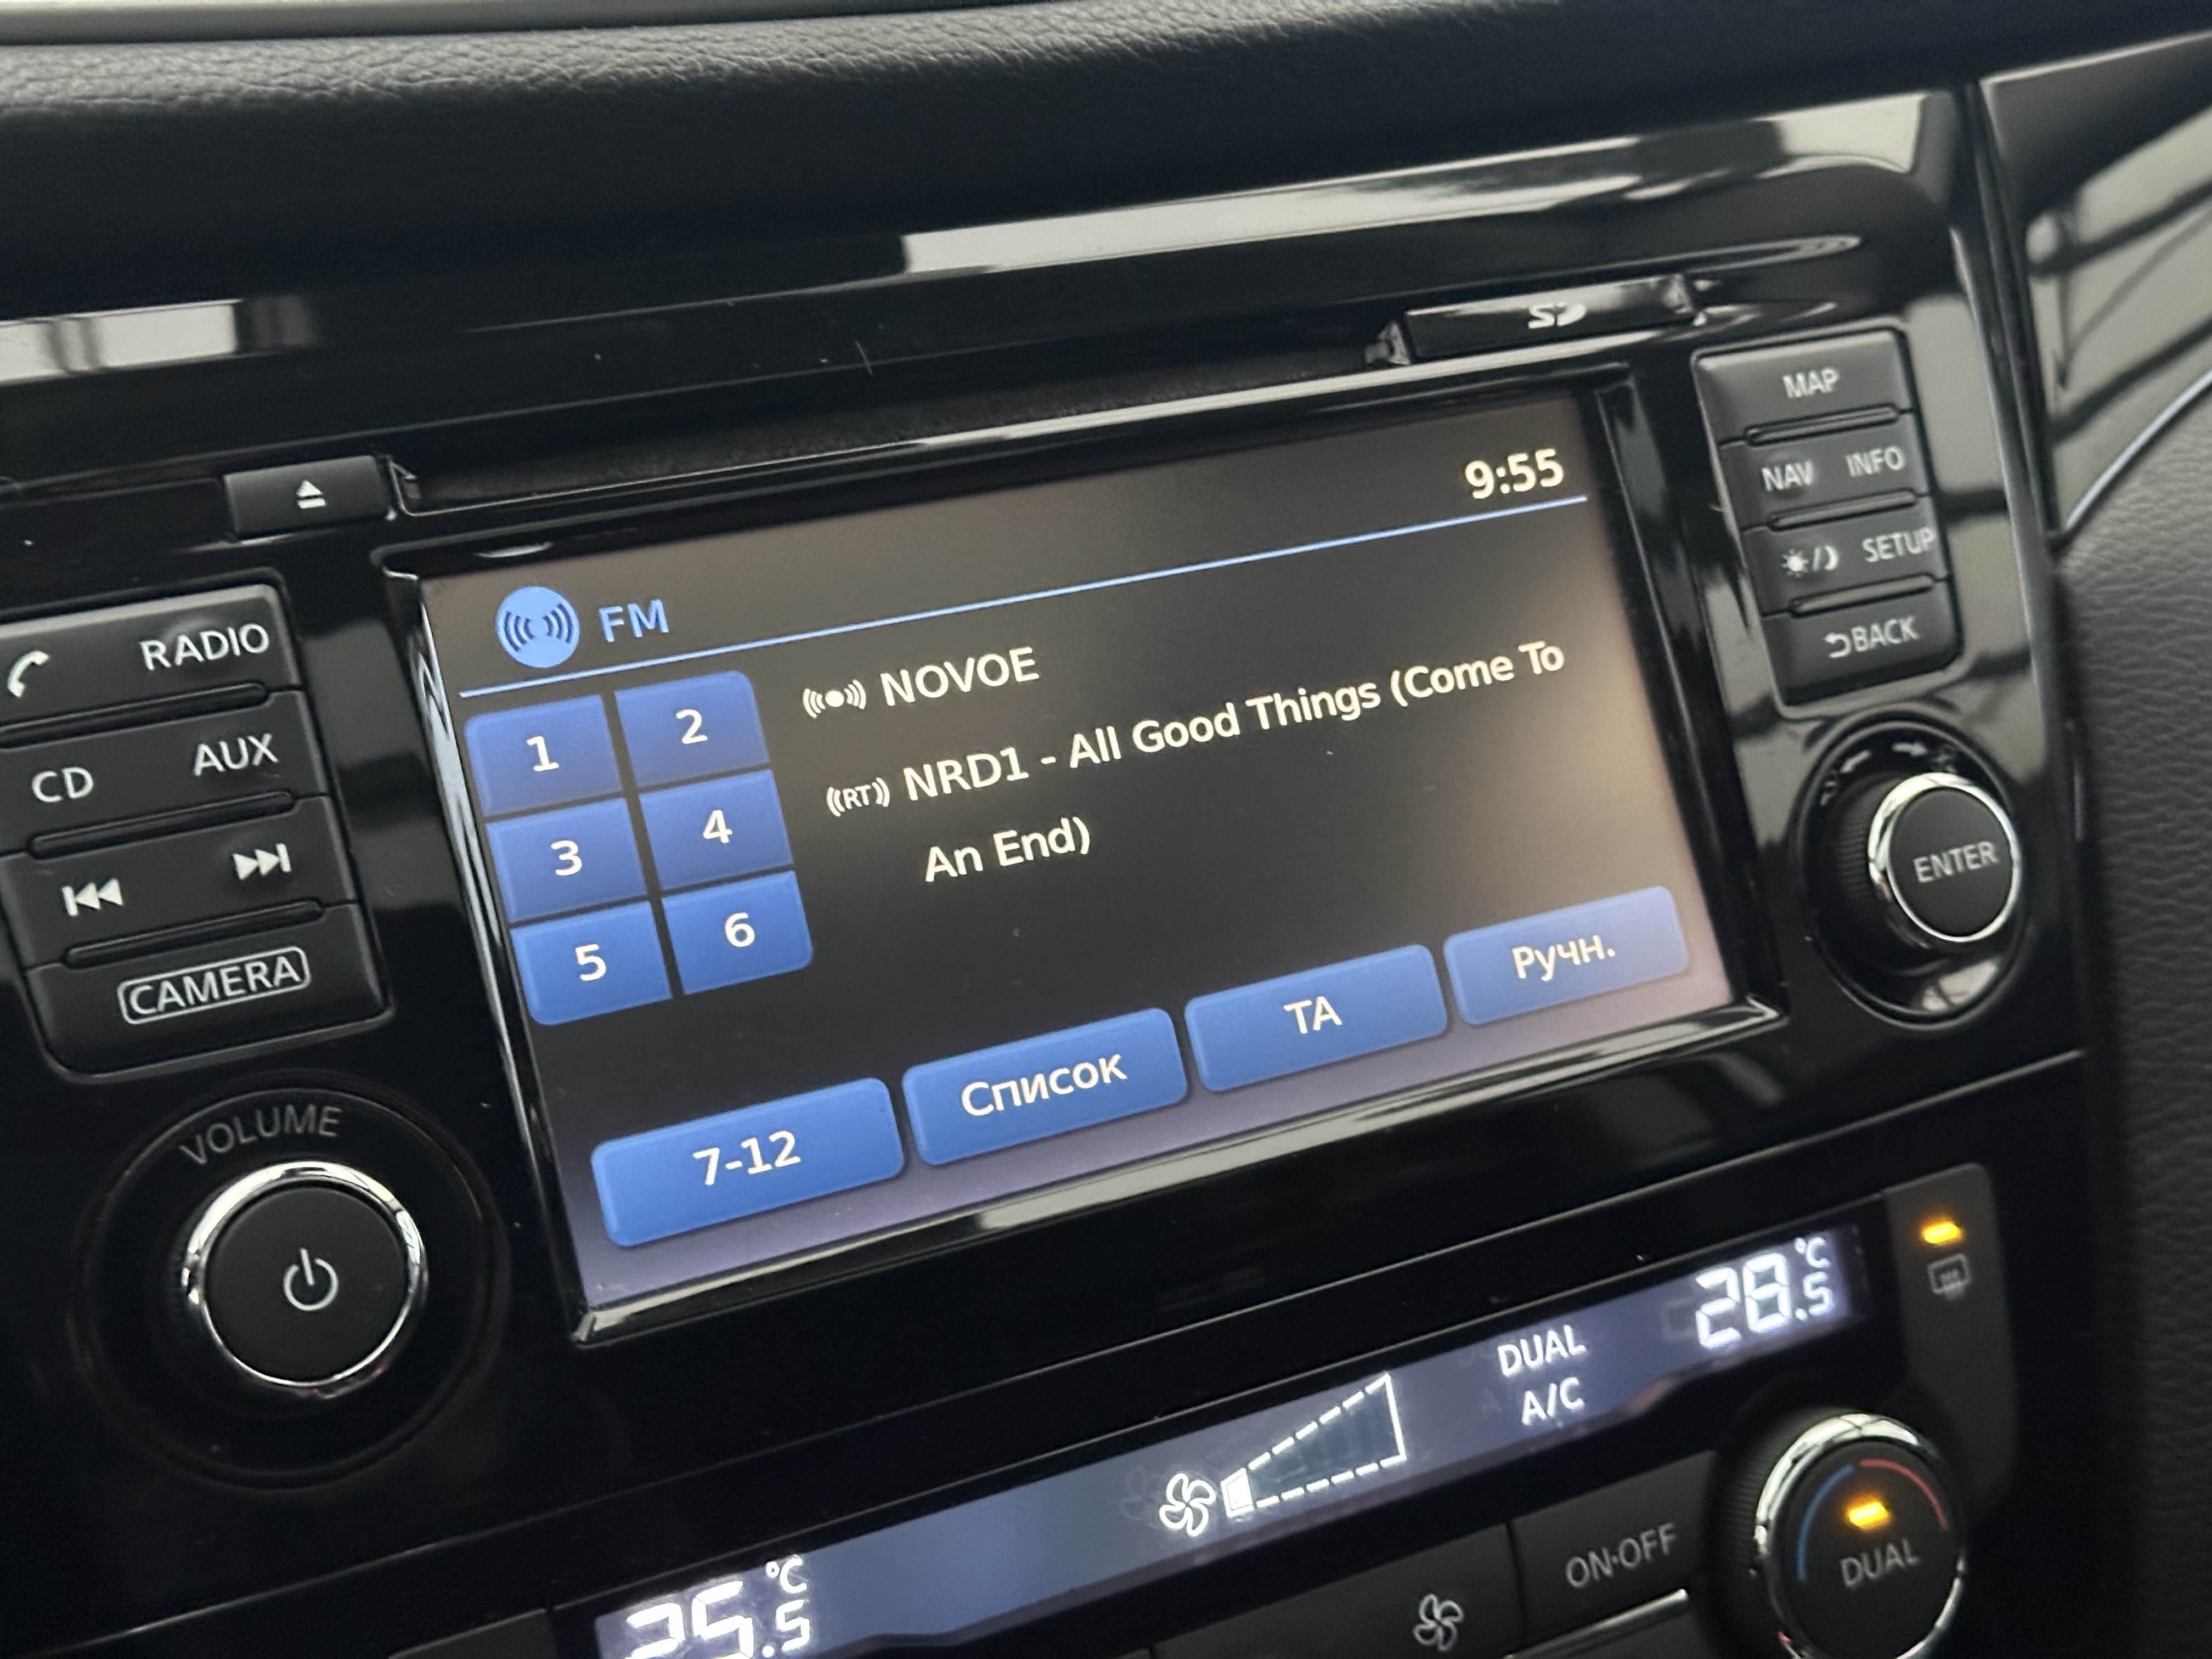 SD
MAP
NAV INFO
SETUP
BACK
ENTER
RADIO
CD AUX
CAMERA
VOLUME
9:55
FM
NOVOE
RT NRD1 - All Good Things (Come To
An End)
1 2
3 4
5 6
7-12 Список TA Ручн.
28.5 °C
DUAL
A/C
25.5 °C
ON·OFF
DUAL